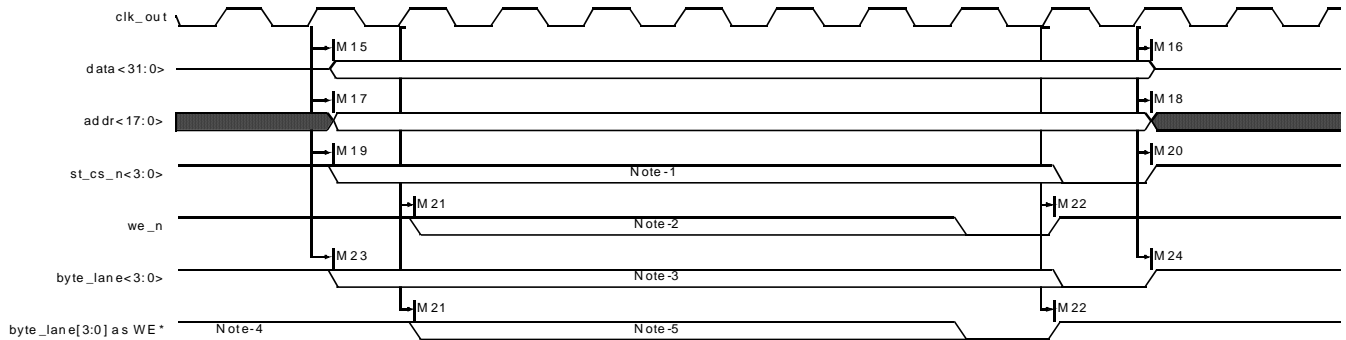 clk_out
M15 M16
data<31:0>
M17 M18
addr<17:0>
M19 M20
st_cs_n<3:0> Note-1
M21 M22
we_n Note-2
M23 M24
byte_lane<3:0> Note-3
M21 M22
byte_lane[3:0] as WE* Note-4 Note-5